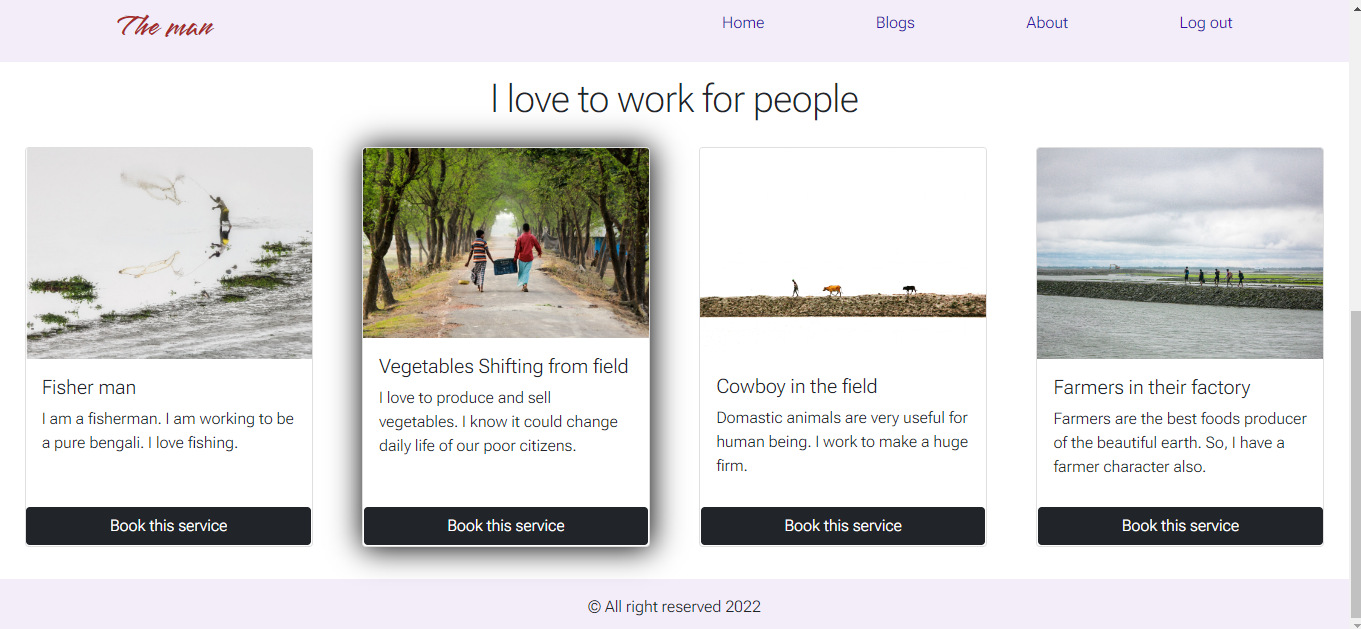 The man
Home
Blogs
About
Log out
I love to work for people
Fisher man
I am a fisherman. I am working to be
a pure bengali. I love fishing.
Book this service
Vegetables Shifting from field
I love to produce and sell
vegetables. I know it could change
daily life of our poor citizens.
Book this service
Cowboy in the field
Domastic animals are very useful for
human being. I work to make a huge
firm.
Book this service
Farmers in their factory
Farmers are the best foods producer
of the beautiful earth. So, I have a
farmer character also.
Book this service
© All right reserved 2022